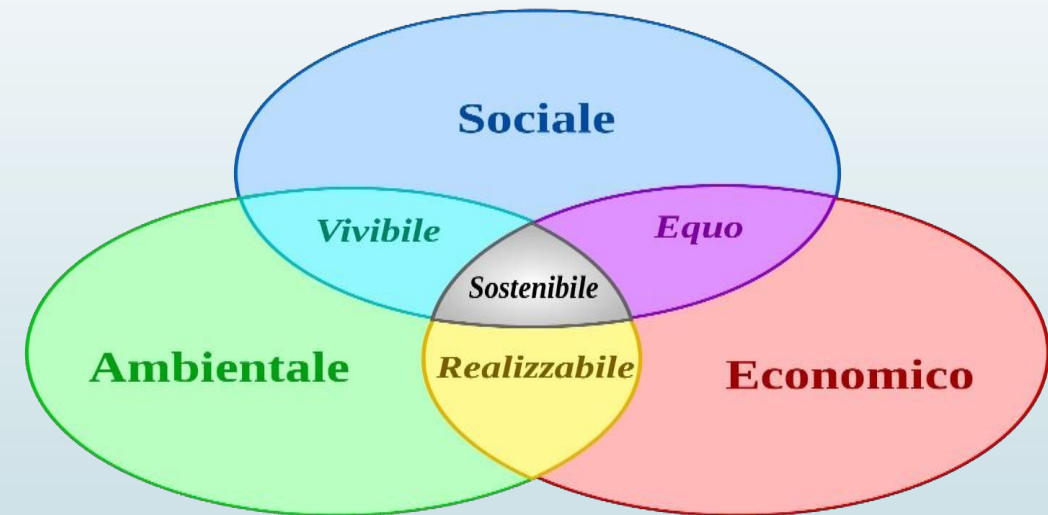 Sociale
Vivibile
Equo
Sostenibile
Ambientale
Realizzabile
Economico